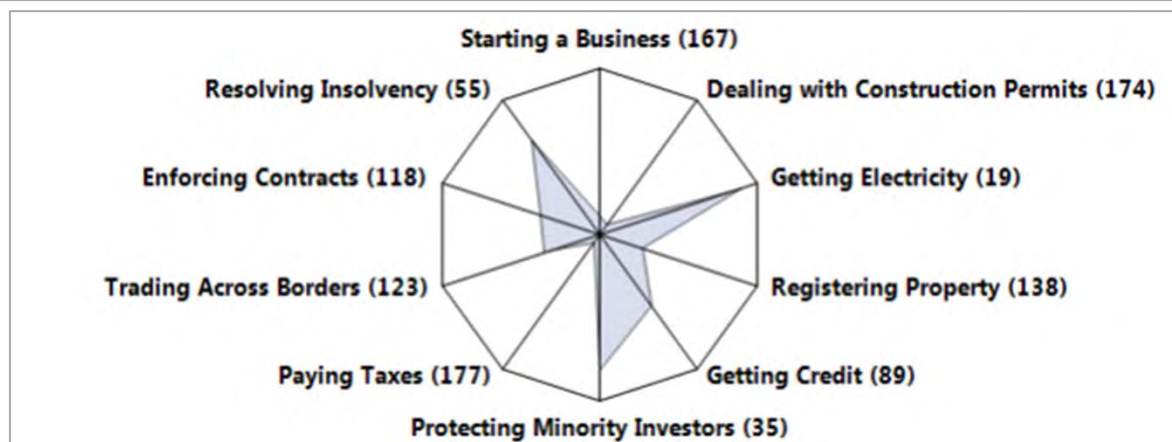 Starting a Business (167)
Resolving Insolvency (55)
Dealing with Construction Permits (174)
Enforcing Contracts (118)
Getting Electricity (19)
Trading Across Borders (123)
Registering Property (138)
Paying Taxes (177)
Getting Credit (89)
Protecting Minority Investors (35)